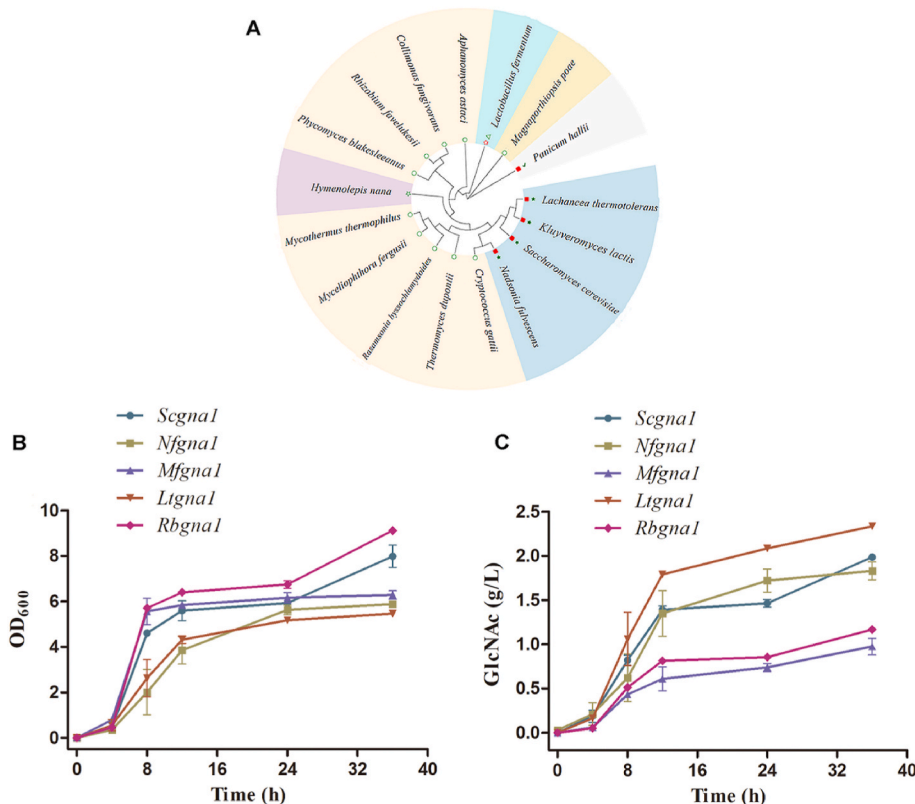 A
Aphanomyces astaci
Lactobacillus fermentum
Magnaporthiopsis poae
Panicum hallii
Lachancea thermotolerans
Kluyveromyces lactis
Saccharomyces cerevisiae
Nadsonia fulvescens
Cryptococcus gattii
Thermomyces dupontii
Rasamsonia byssochlamydoides
Myceliophthora fergusii
Mycothermus thermophilus
Hymenolepis nana
Phycomyces blakesleeanus
Rhizabium favelukesii
Collimonas fungivorans
B
Scgna1
Nfgna1
Mfgna1
Ltgna1
Rbgna1
OD600
10
8
6
4
2
0
0 8 16 24 32 40
Time (h)
C
Scgna1
Nfgna1
Mfgna1
Ltgna1
Rbgna1
GlcNAc (g/L)
2.5
2.0
1.5
1.0
0.5
0.0
0 8 16 24 32 40
Time (h)